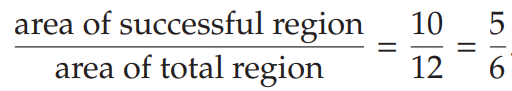 area of successful region / area of total region = 10/12 = 5/6.